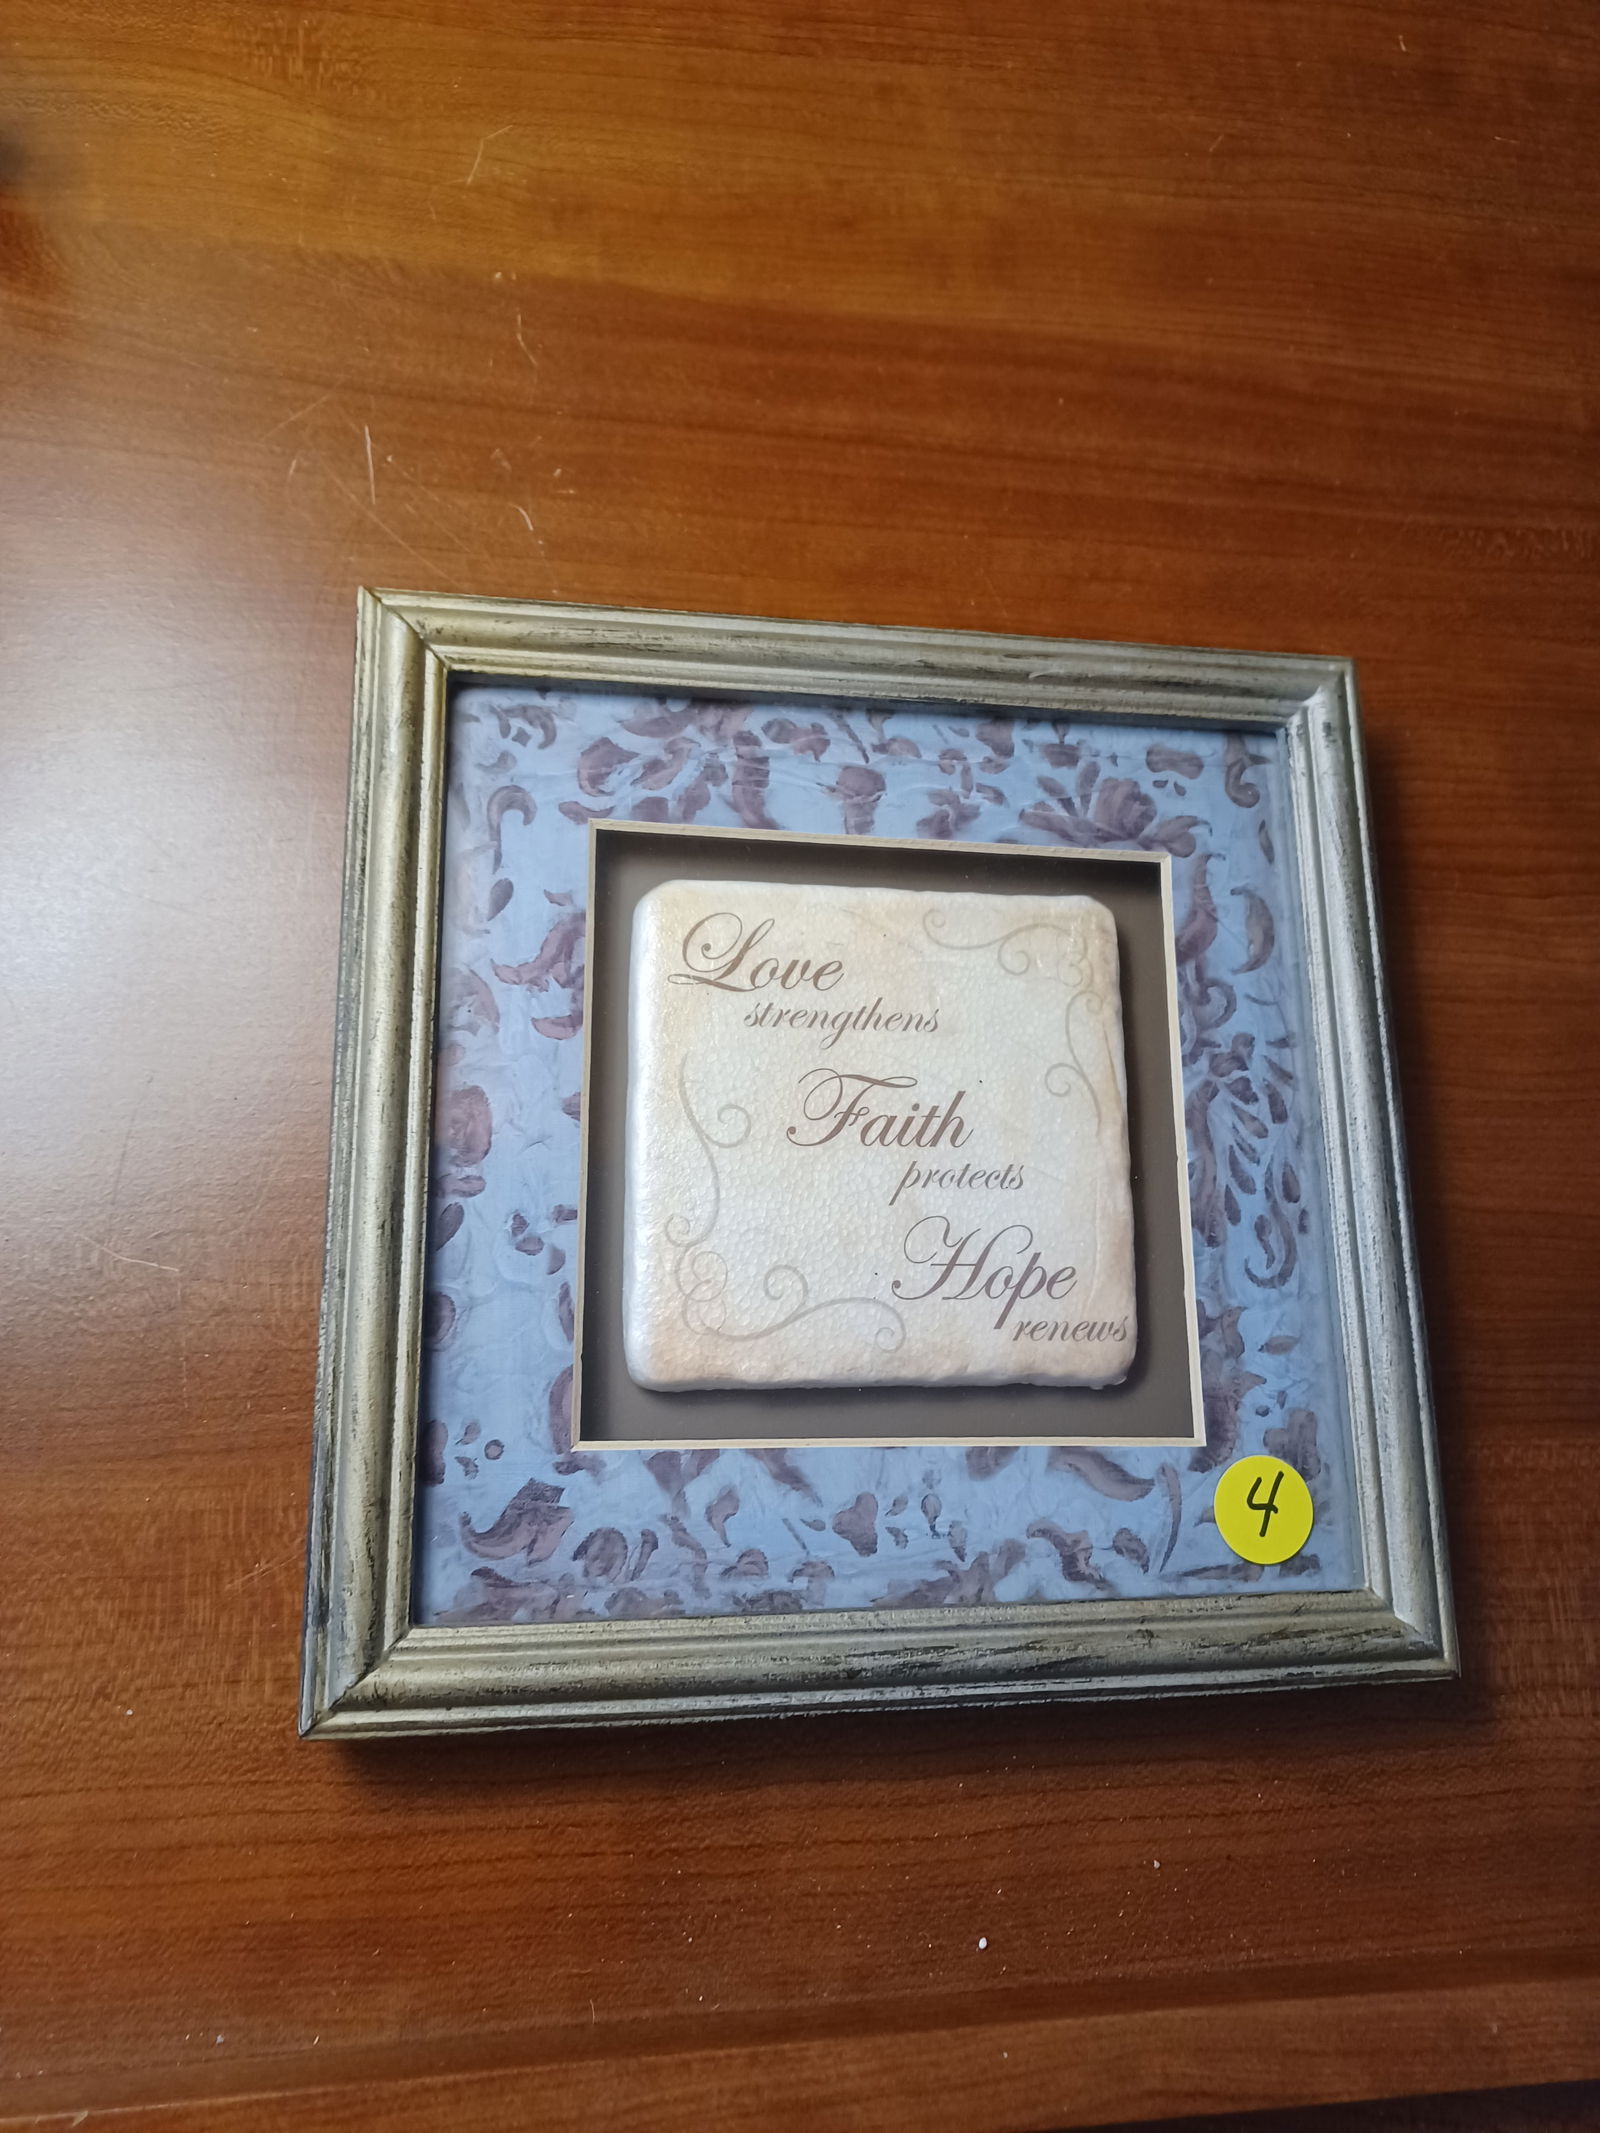 Love
strengthens
Faith
protects
Hope
renews
4